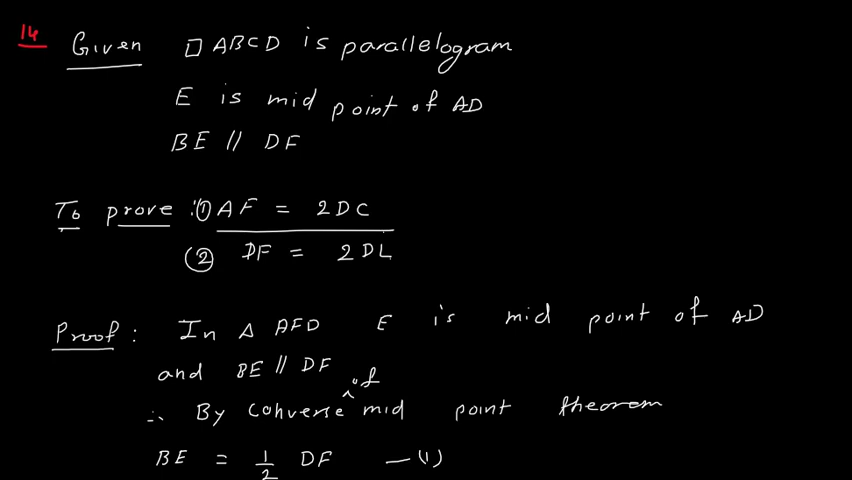 14 Given □ ABCD is parallelogram
E is mid point of AD
BE // DF
To prove : ① AF = 2DC
② DF = 2DL
Proof : In Δ AFD E is mid point of AD
and BE // DF
∴ By converse ^of mid point theorem
BE = 1/2 DF — (1)